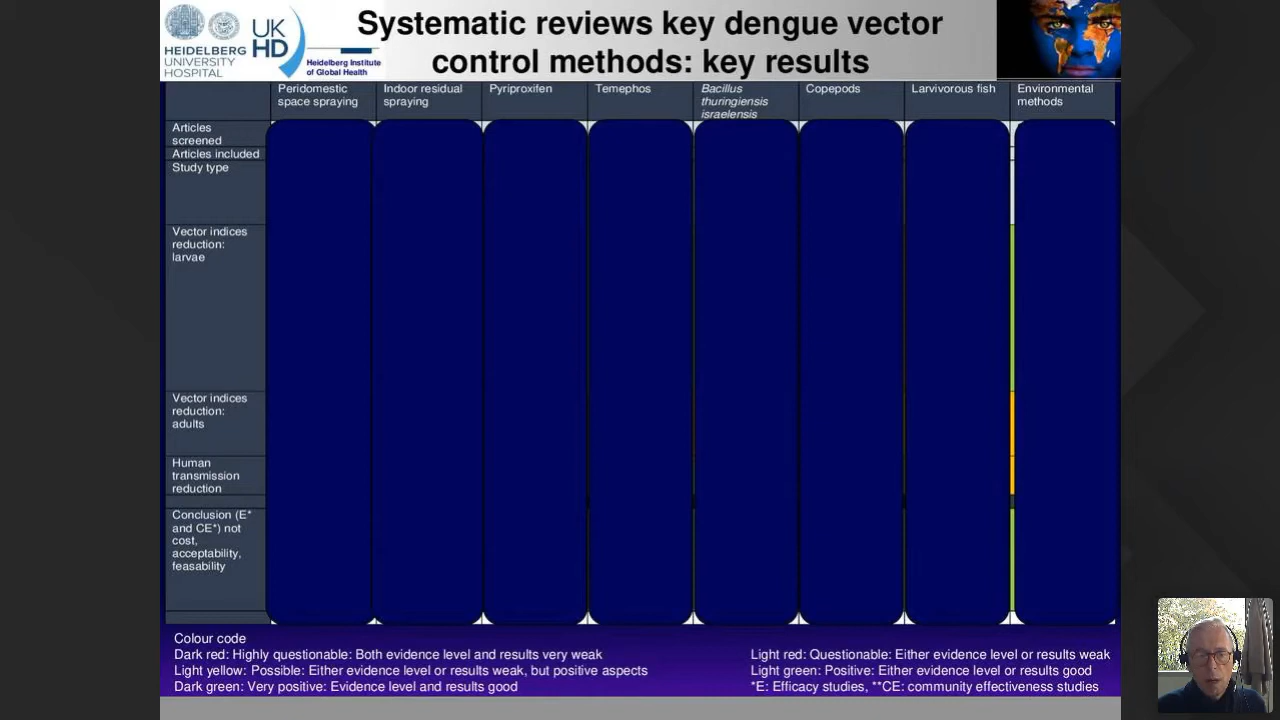 HEIDELBERG
UNIVERSITY
HOSPITAL
UK
HD
Heidelberg Institute
of Global Health
Systematic reviews key dengue vector
control methods: key results
Peridomestic
space spraying
Indoor residual
spraying
Pyriproxifen
Temephos
Bacillus
thuringiensis
israelensis
Copepods
Larvivorous fish
Environmental
methods
Articles
screened
Articles included
Study type
Vector indices
reduction:
larvae
Vector indices
reduction:
adults
Human
transmission
reduction
Conclusion (E*
and CE*) not
cost,
acceptability,
feasability
Colour code
Dark red: Highly questionable: Both evidence level and results very weak
Light yellow: Possible: Either evidence level or results weak, but positive aspects
Dark green: Very positive: Evidence level and results good
Light red: Questionable: Either evidence level or results weak
Light green: Positive: Either evidence level or results good
*E: Efficacy studies, **CE: community effectiveness studies